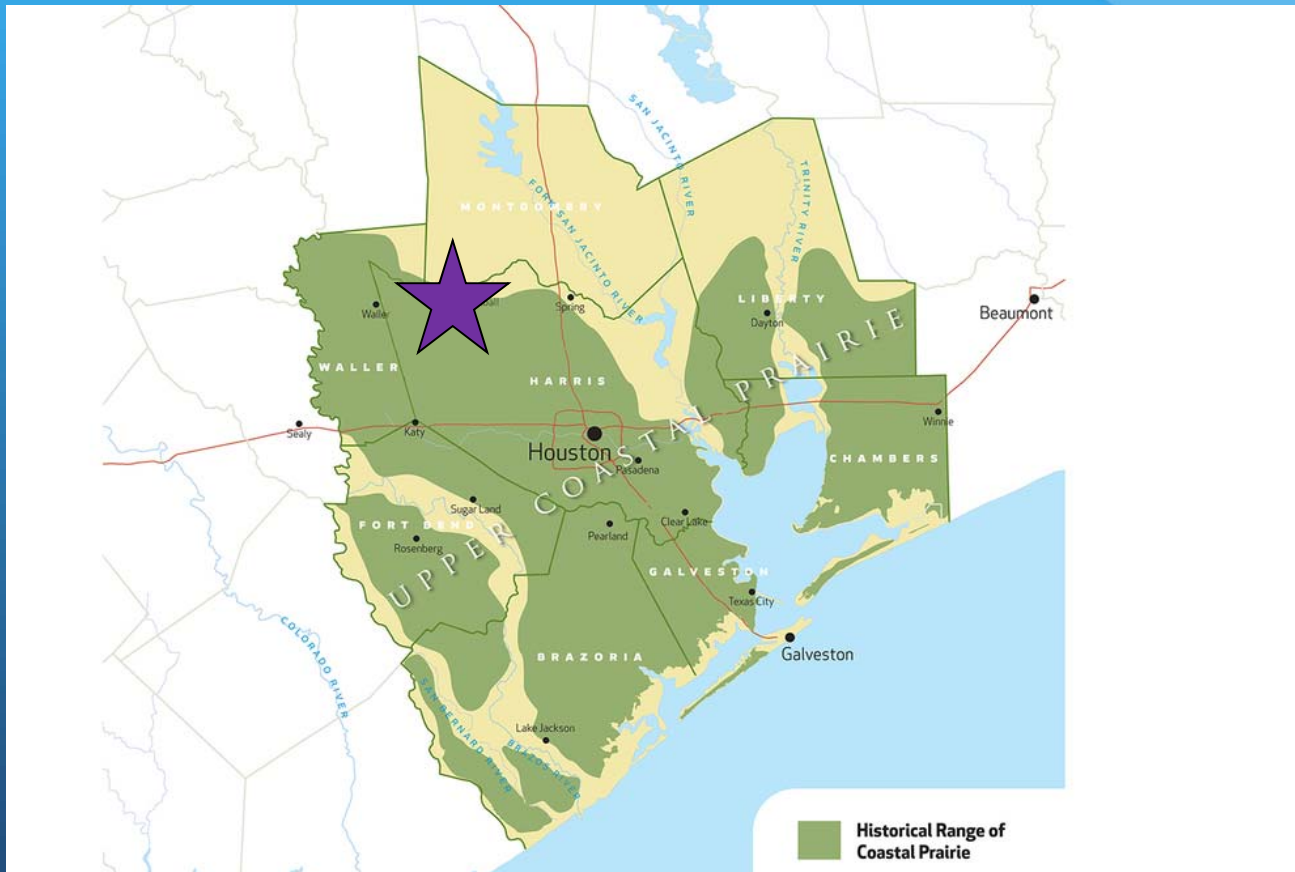 SAN JACINTO RIVER
TRINITY RIVER
MONTGOMERY
SAN JACINTO RIVER
Waller
Spring
LIBERTY
Dayton
Beaumont
WALLER
HARRIS
Sealy
Katy
Houston
Pasadena
Winnie
CHAMBERS
UPPER COASTAL PRAIRIE
Sugar Land
FORT BEND
Rosenberg
Clear Lake
Pearland
GALVESTON
Texas City
COLORADO RIVER
BRAZORIA
Galveston
SAN BERNARD RIVER
Lake Jackson
BRAZOS RIVER
Historical Range of
Coastal Prairie